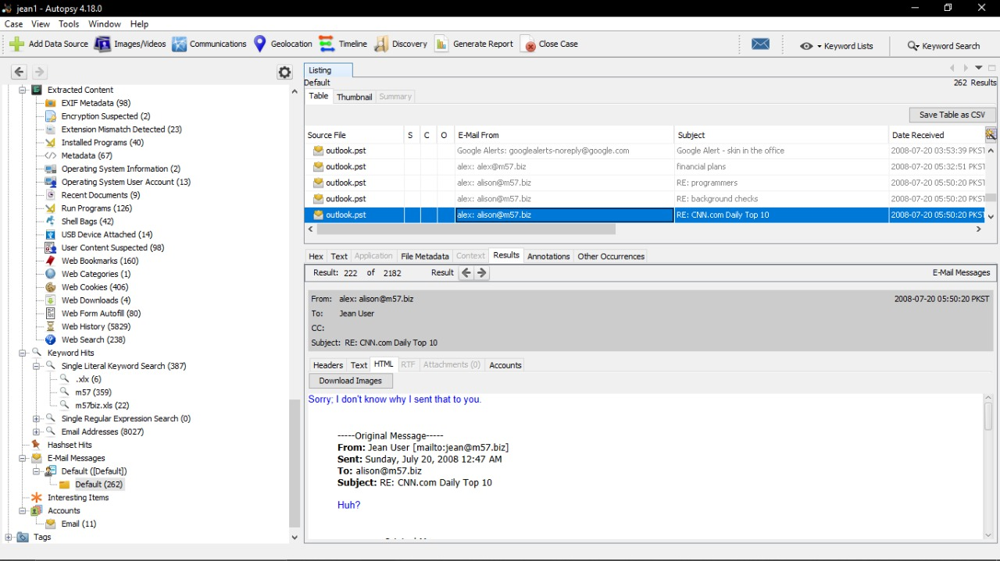 jean1 - Autopsy 4.18.0
Case View Tools Window Help
Add Data Source Images/Videos Communications Geolocation Timeline Discovery Generate Report Close Case Keyword Lists Keyword Search
Extracted Content
EXIF Metadata (98)
Encryption Suspected (2)
Extension Mismatch Detected (23)
Installed Programs (40)
Metadata (67)
Operating System Information (2)
Operating System User Account (13)
Recent Documents (9)
Run Programs (126)
Shell Bags (42)
USB Device Attached (14)
User Content Suspected (98)
Web Bookmarks (160)
Web Categories (1)
Web Cookies (406)
Web Downloads (4)
Web Form Autofill (80)
Web History (5829)
Web Search (238)
Keyword Hits
Single Literal Keyword Search (387)
.xlx (6)
m57 (359)
m57biz.xls (22)
Single Regular Expression Search (0)
Email Addresses (8027)
Hashset Hits
E-Mail Messages
Default ([Default])
Default (262)
Interesting Items
Accounts
Email (11)
Tags
Listing
Default 262 Results
Table Thumbnail Summary
Save Table as CSV
Source File S C O E-Mail From Subject Date Received
outlook.pst Google Alerts: googlealerts-noreply@google.com Google Alert - skin in the office 2008-07-20 03:53:39 PKST
outlook.pst alex: alex@m57.biz financial plans 2008-07-20 05:32:51 PKST
outlook.pst alex: alison@m57.biz RE: programmers 2008-07-20 05:50:20 PKST
outlook.pst alex: alison@m57.biz RE: background checks 2008-07-20 05:50:20 PKST
outlook.pst alex: alison@m57.biz RE: CNN.com Daily Top 10 2008-07-20 05:50:20 PKST
Hex Text Application File Metadata Context Results Annotations Other Occurrences
Result: 222 of 2182 Result E-Mail Messages
From: alex: alison@m57.biz 2008-07-20 05:50:20 PKST
To: Jean User
CC:
Subject: RE: CNN.com Daily Top 10
Headers Text HTML RTF Attachments (0) Accounts
Download Images
Sorry; I don't know why I sent that to you.
-----Original Message-----
From: Jean User [mailto:jean@m57.biz]
Sent: Sunday, July 20, 2008 12:47 AM
To: alison@m57.biz
Subject: RE: CNN.com Daily Top 10
Huh?